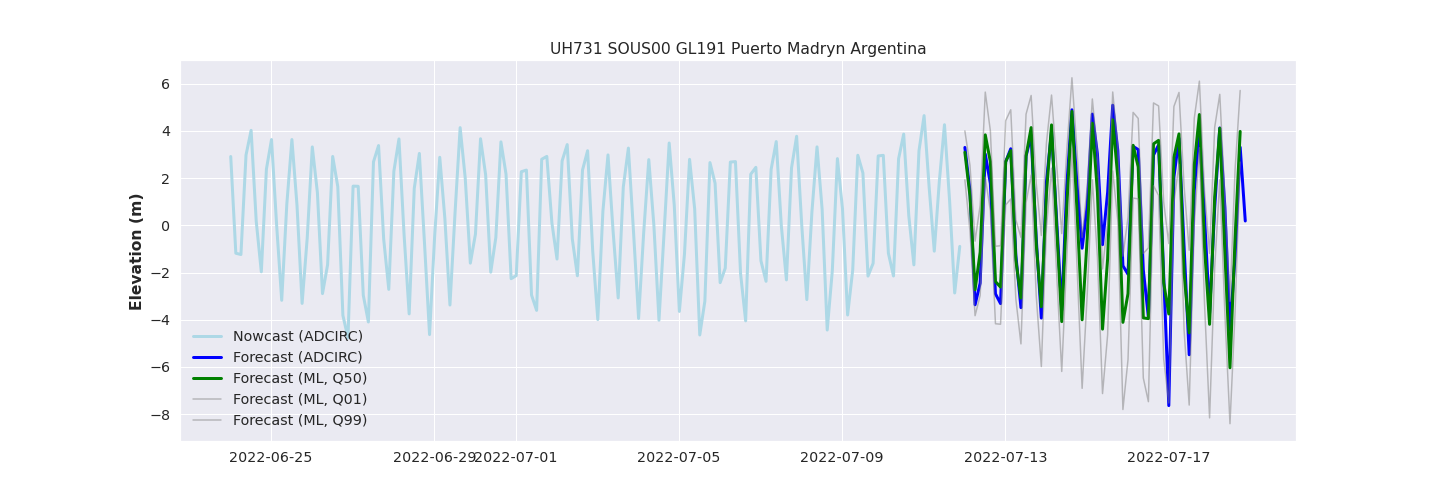 UH731 SOUS00 GL191 Puerto Madryn Argentina
Elevation (m)
6
4
2
0
−2
−4
−6
−8
Nowcast (ADCIRC)
Forecast (ADCIRC)
Forecast (ML, Q50)
Forecast (ML, Q01)
Forecast (ML, Q99)
2022-06-25 2022-06-29 2022-07-01 2022-07-05 2022-07-09 2022-07-13 2022-07-17